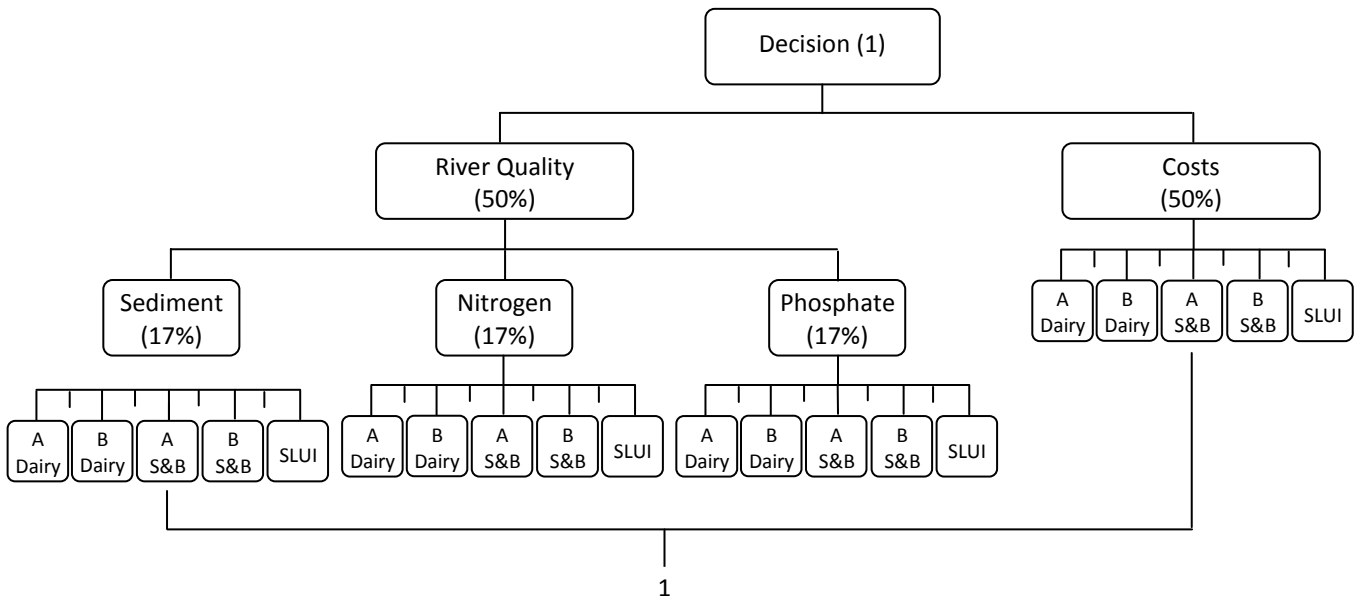 Decision (1)
River Quality
(50%)
Costs
(50%)
Sediment
(17%)
Nitrogen
(17%)
Phosphate
(17%)
A
Dairy
B
Dairy
A
S&B
B
S&B
SLUI
A
Dairy
B
Dairy
A
S&B
B
S&B
SLUI
A
Dairy
B
Dairy
A
S&B
B
S&B
SLUI
A
Dairy
B
Dairy
A
S&B
B
S&B
SLUI
1